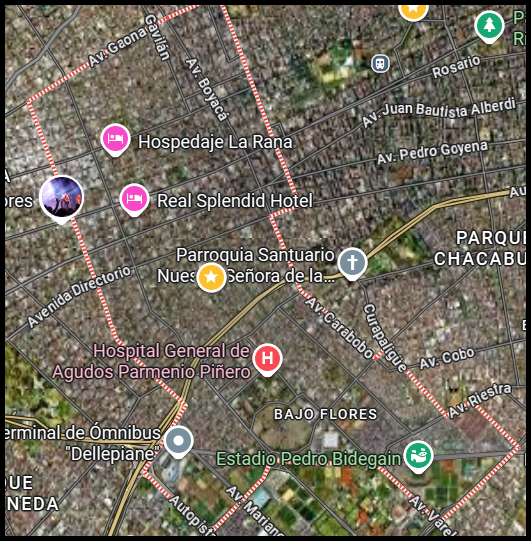 Av. Gaona
Gavilán
Av. Boyacá
P
R
Rosario
Av. Juan Bautista Alberdi
Av. Pedro Goyena
Hospedaje La Rana
A
ores
Real Splendid Hotel
Au
PARQU
CHACABU
Parroquia Santuario
Nues Señora de la...
Avenida Directorio
Av. Carabobo
Curapaligüe
Av. Cobo
Av. Riestra
Hospital General de
Agudos Parmenio Piñero
BAJO FLORES
erminal de Ómnibus
"Dellepiane"
Estadio Pedro Bidegain
QUE
NEDA
Autopist
Av. Marian
Av. Varel